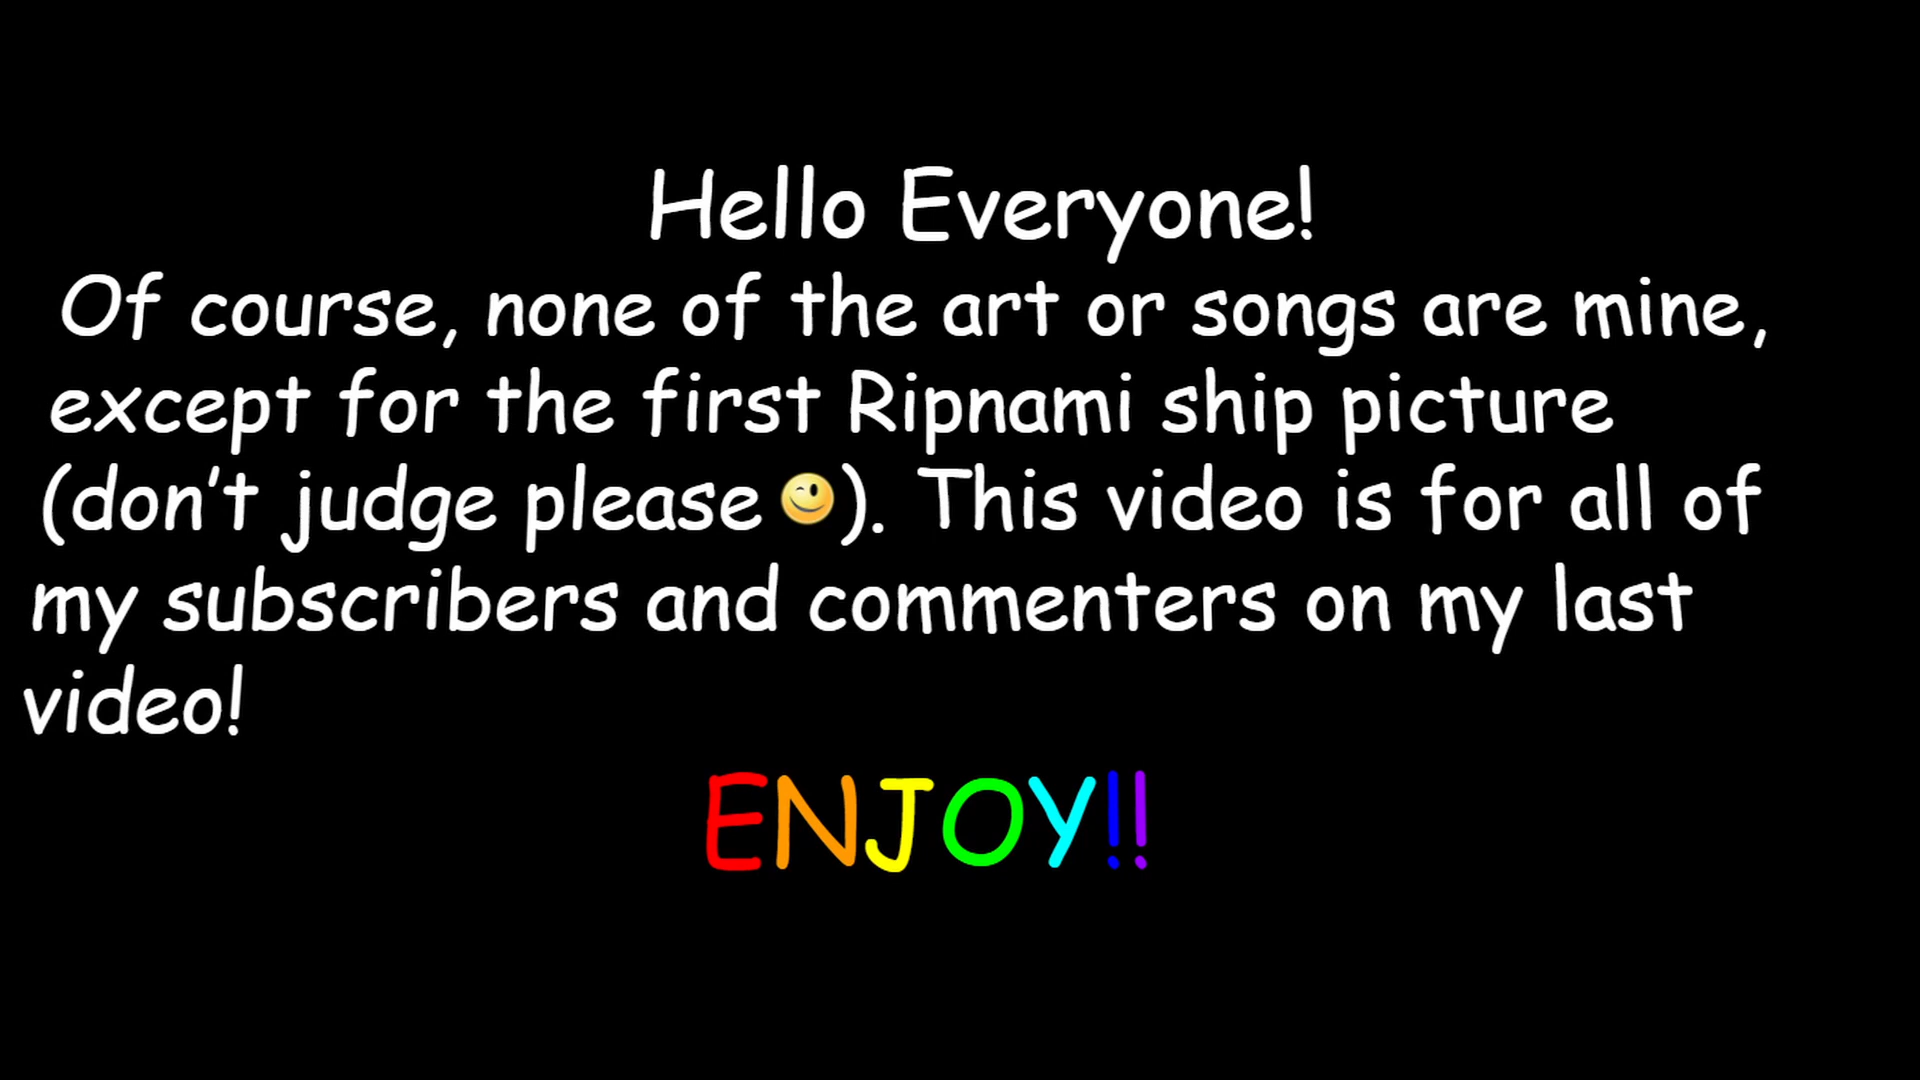 Hello Everyone!
Of course, none of the art or songs are mine,
except for the first Ripnami ship picture
(don't judge please 😉). This video is for all of
my subscribers and commenters on my last
video!
ENJOY!!